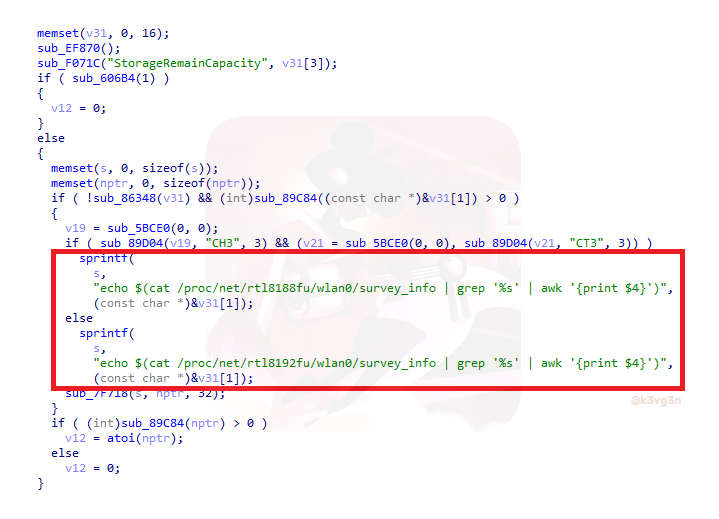 memset(v31, 0, 16);
sub_EF870();
sub_F071C("StorageRemainCapacity", v31[3]);
if ( sub_606B4(1) )
{
v12 = 0;
}
else
{
memset(s, 0, sizeof(s));
memset(nptr, 0, sizeof(nptr));
if ( !sub_86348(v31) && (int)sub_89C84((const char *)&v31[1]) > 0 )
{
v19 = sub_5BCE0(0, 0);
if ( sub_89D04(v19, "CH3", 3) && (v21 = sub_5BCE0(0, 0), sub_89D04(v21, "CT3", 3)) )
sprintf(
s,
"echo $(cat /proc/net/rtl8188fu/wlan0/survey_info | grep '%s' | awk '{print $4}')",
(const char *)&v31[1]);
else
sprintf(
s,
"echo $(cat /proc/net/rtl8192fu/wlan0/survey_info | grep '%s' | awk '{print $4}')",
(const char *)&v31[1]);
sub_7F718(s, nptr, 32);
}
if ( (int)sub_89C84(nptr) > 0 )
v12 = atoi(nptr);
else
v12 = 0;
}
@k3vg3n